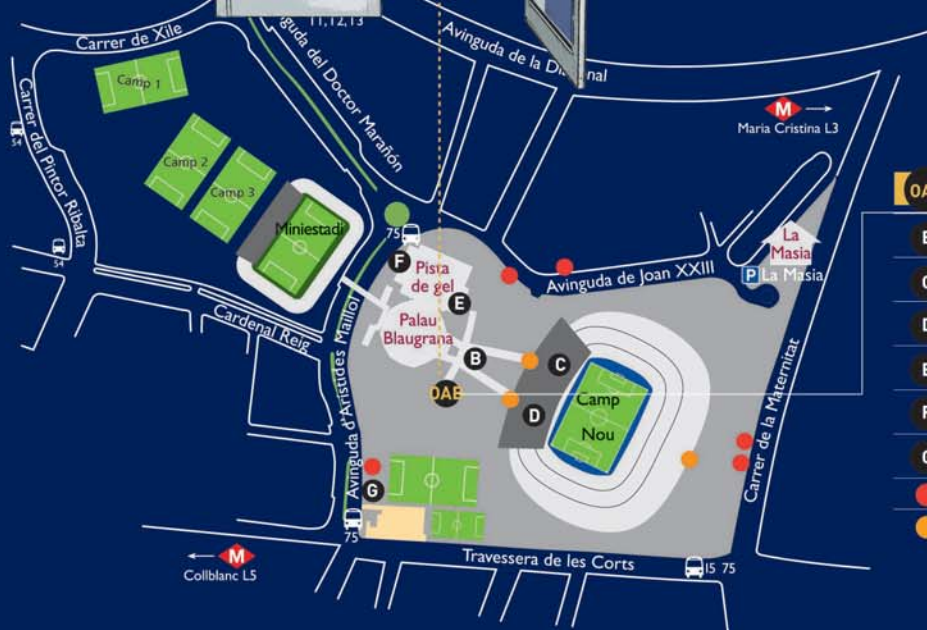 11,12,13
Carrer de Xile
Avinguda de la Diagonal
guda del Doctor Marañón
Camp 1
M
Maria Cristina L3
Carrer del Pintor Ribalta
54
Camp 2
Camp 3
Miniestadi
75
OA
La
Masia
P La Masia
54
F
Pista
de gel
Avinguda de Joan XXIII
E
Palau
Blaugrana
Cardenal Reig
B
C
OAB
D
Camp
Nou
Avinguda d'Arístides Maillol
Carrer de la Maternitat
G
75
Travessera de les Corts
15 75
M
Collblanc L5